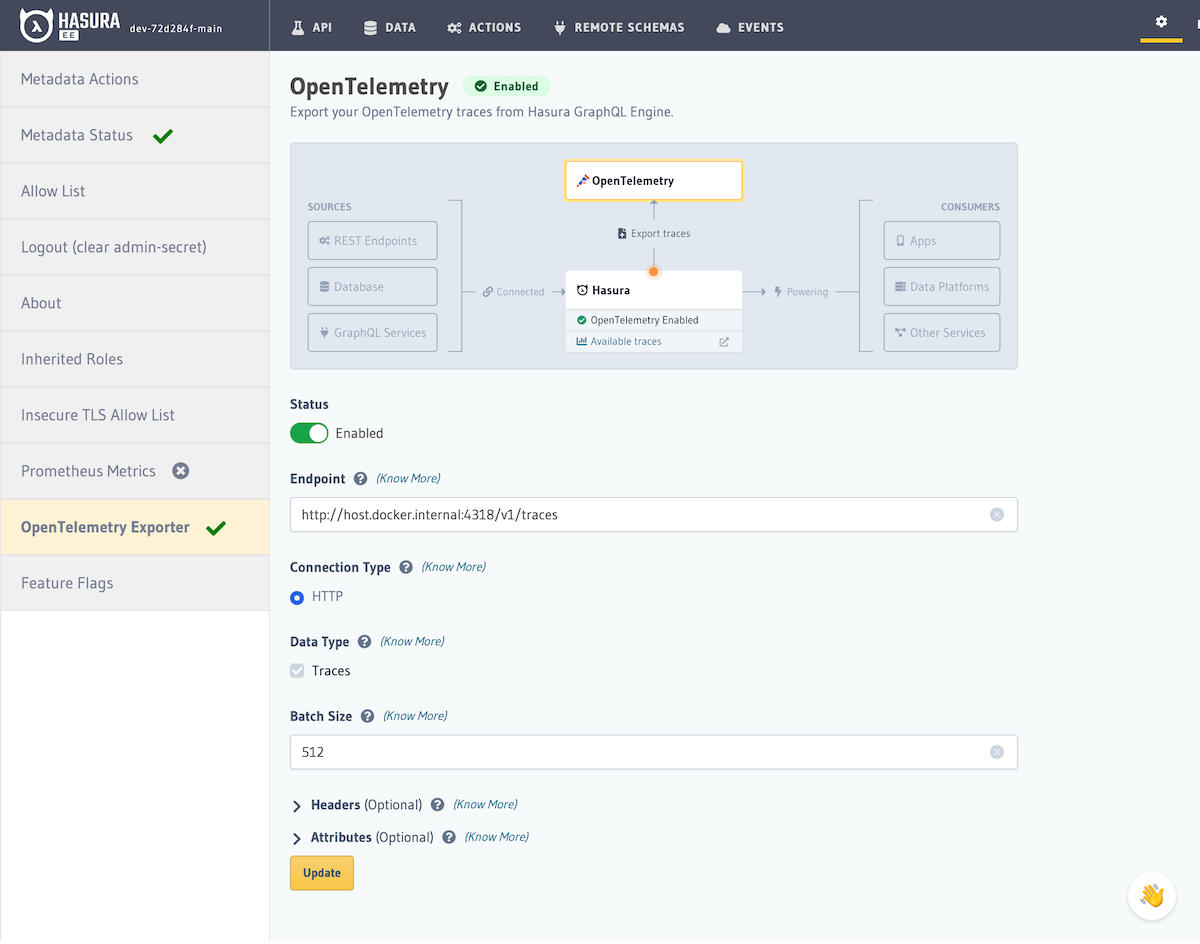 HASURA
EE
dev-72d284f-main
API
DATA
ACTIONS
REMOTE SCHEMAS
EVENTS
Metadata Actions
Metadata Status
Allow List
Logout (clear admin-secret)
About
Inherited Roles
Insecure TLS Allow List
Prometheus Metrics
OpenTelemetry Exporter
Feature Flags
OpenTelemetry
Enabled
Export your OpenTelemetry traces from Hasura GraphQL Engine.
OpenTelemetry
SOURCES
CONSUMERS
Export traces
REST Endpoints
Database
GraphQL Services
Connected
Hasura
OpenTelemetry Enabled
Available traces
Powering
Apps
Data Platforms
Other Services
Status
Enabled
Endpoint ? (Know More)
http://host.docker.internal:4318/v1/traces
Connection Type ? (Know More)
HTTP
Data Type ? (Know More)
Traces
Batch Size ? (Know More)
512
Headers (Optional) ? (Know More)
Attributes (Optional) ? (Know More)
Update